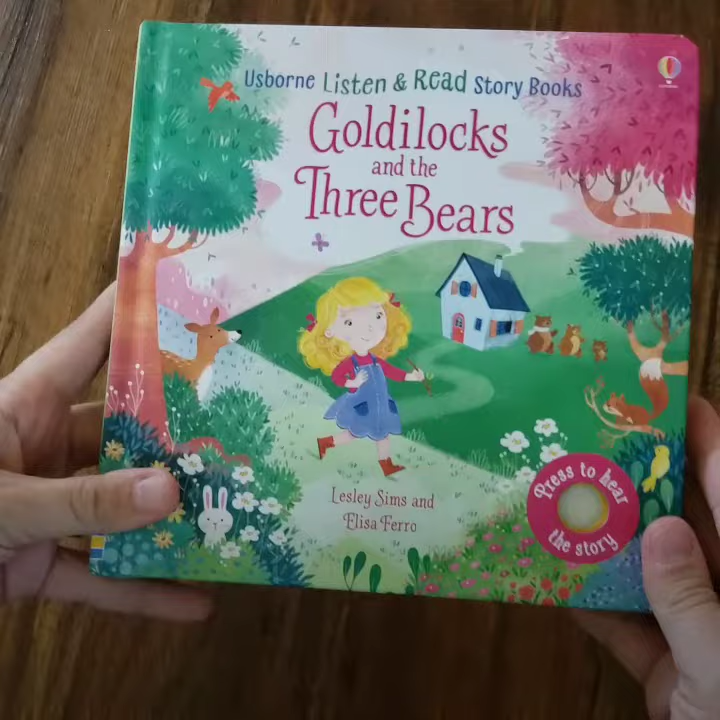 Usborne Listen & Read Story Books
Goldilocks
and the
Three Bears
Lesley Sims and
Elisa Ferro
Press to hear
the story